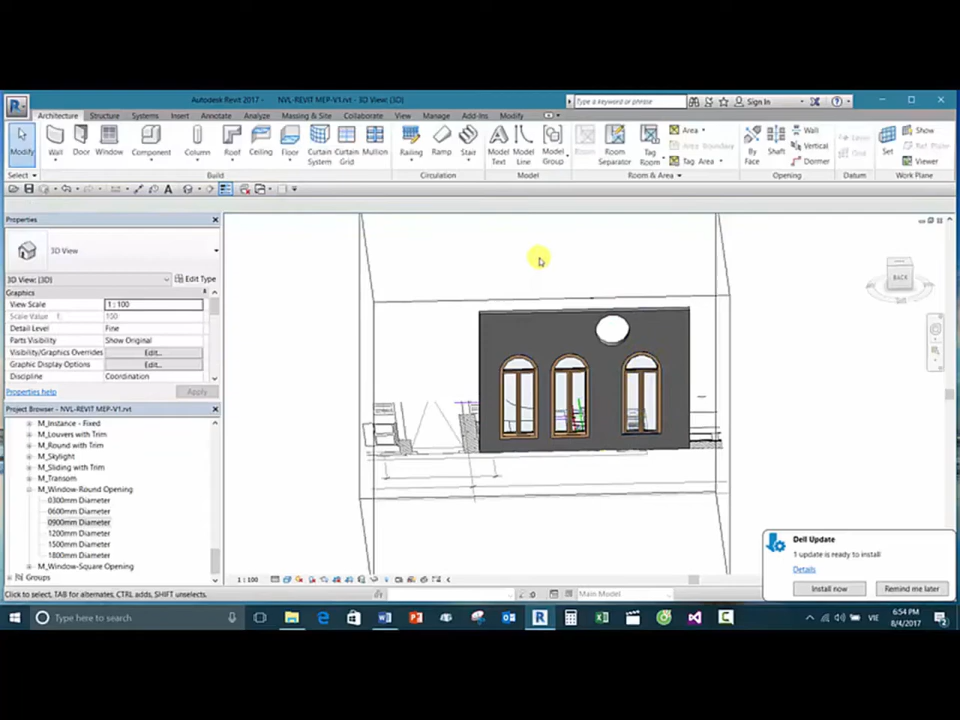 Autodesk Revit 2017 - NVL-REVIT MEP-V1.rvt - 3D View: {3D}
Type a keyword or phrase
Sign In
Architecture Structure Systems Insert Annotate Analyze Massing & Site Collaborate View Manage Add-Ins Modify
Modify Wall Door Window Component Column Roof Ceiling Floor Curtain System Curtain Grid Mullion Railing Ramp Stair Model Text Model Line Model Group Room Room Separator Tag Room
Area
Area Boundary
Tag Area
By Face Shaft Wall
Vertical
Dormer
Level
Grid
Set Show
Ref Plane
Viewer
Select Build Circulation Model Room & Area Opening Datum Work Plane
Properties
3D View
3D View: {3D}
Edit Type
Graphics
View Scale 1 : 100
Scale Value 1: 100
Detail Level Fine
Parts Visibility Show Original
Visibility/Graphics Overrides Edit...
Graphic Display Options Edit...
Discipline Coordination
Properties help Apply
Project Browser - NVL-REVIT MEP-V1.rvt
M_Instance - Fixed
M_Louvers with Trim
M_Round with Trim
M_Skylight
M_Sliding with Trim
M_Transom
M_Window-Round Opening
0300mm Diameter
0600mm Diameter
0900mm Diameter
1200mm Diameter
1500mm Diameter
1800mm Diameter
M_Window-Square Opening
Groups
BACK
1 : 100
Click to select, TAB for alternates, CTRL adds, SHIFT unselects.
:0
Main Model
Dell Update
1 update is ready to install
Details
Install now Remind me later
Type here to search
VIE
6:54 PM
8/4/2017